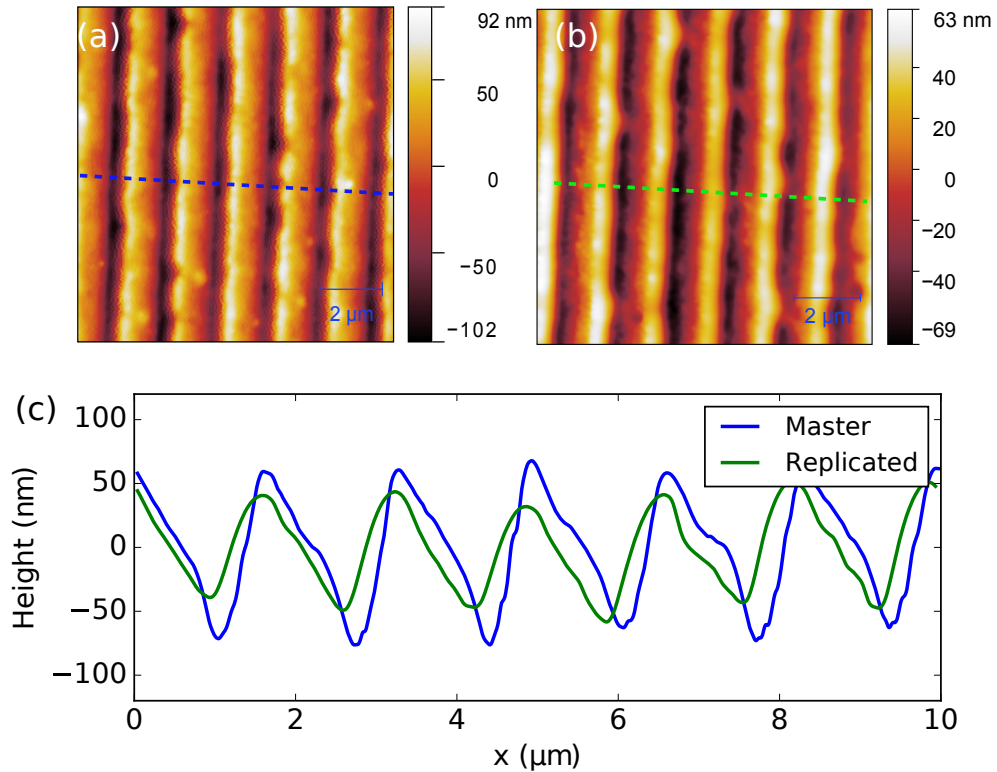 (a)
92 nm
50
0
−50
−102
2 µm
(b)
63 nm
40
20
0
−20
−40
−69
2 µm
(c)
Height (nm)
100
50
0
−50
−100
Master
Replicated
0 2 4 6 8 10
x (µm)